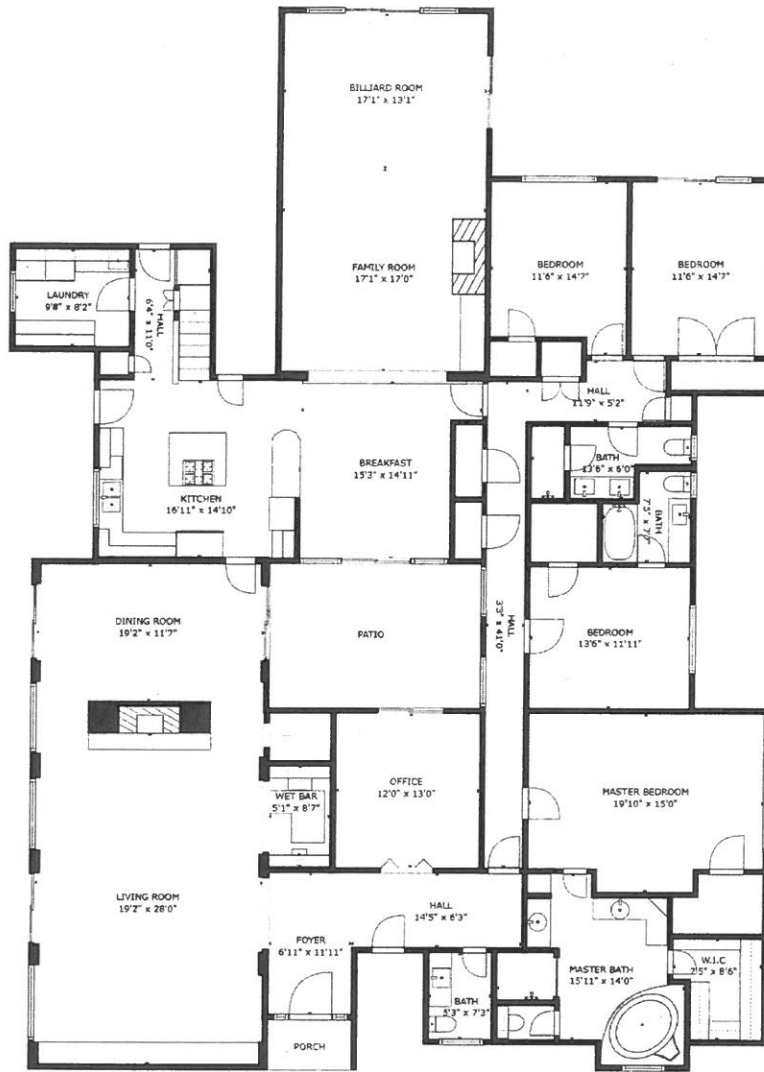 BILLIARD ROOM
17'1" x 13'1"
FAMILY ROOM
17'1" x 17'0"
BEDROOM
11'6" x 14'7"
BEDROOM
11'6" x 14'7"
LAUNDRY
9'8" x 8'2"
HALL
6'4" x 11'0"
HALL
11'9" x 5'2"
BREAKFAST
15'3" x 14'11"
KITCHEN
16'11" x 14'10"
BATH
13'6" x 6'0"
BATH
DINING ROOM
19'2" x 11'7"
PATIO
HALL
3'3" x 41'0"
BEDROOM
13'6" x 11'11"
OFFICE
12'0" x 13'0"
WET BAR
5'1" x 8'7"
MASTER BEDROOM
19'10" x 15'0"
LIVING ROOM
19'2" x 28'0"
HALL
14'5" x 6'3"
FOYER
6'11" x 11'11"
BATH
5'3" x 7'3"
MASTER BATH
15'11" x 14'0"
W.I.C
7'5" x 8'6"
PORCH